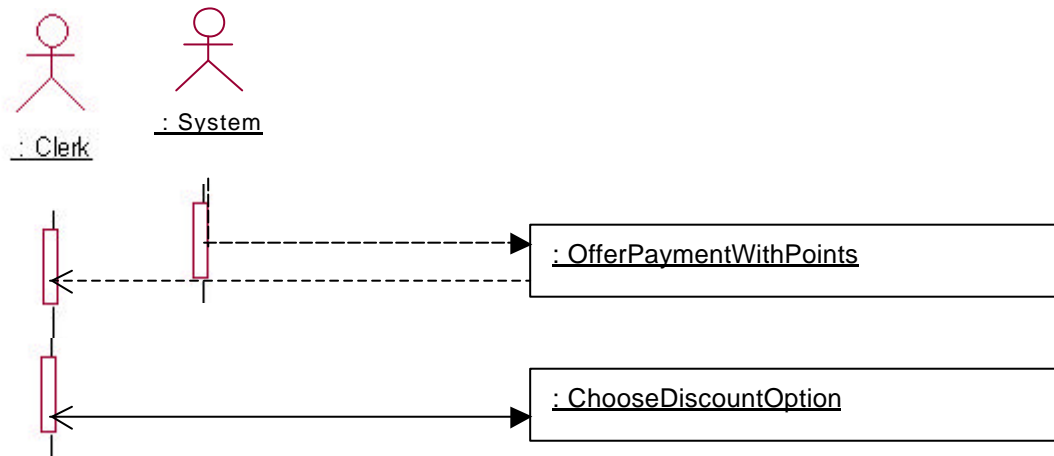 : System
: Clerk
: OfferPaymentWithPoints
: ChooseDiscountOption